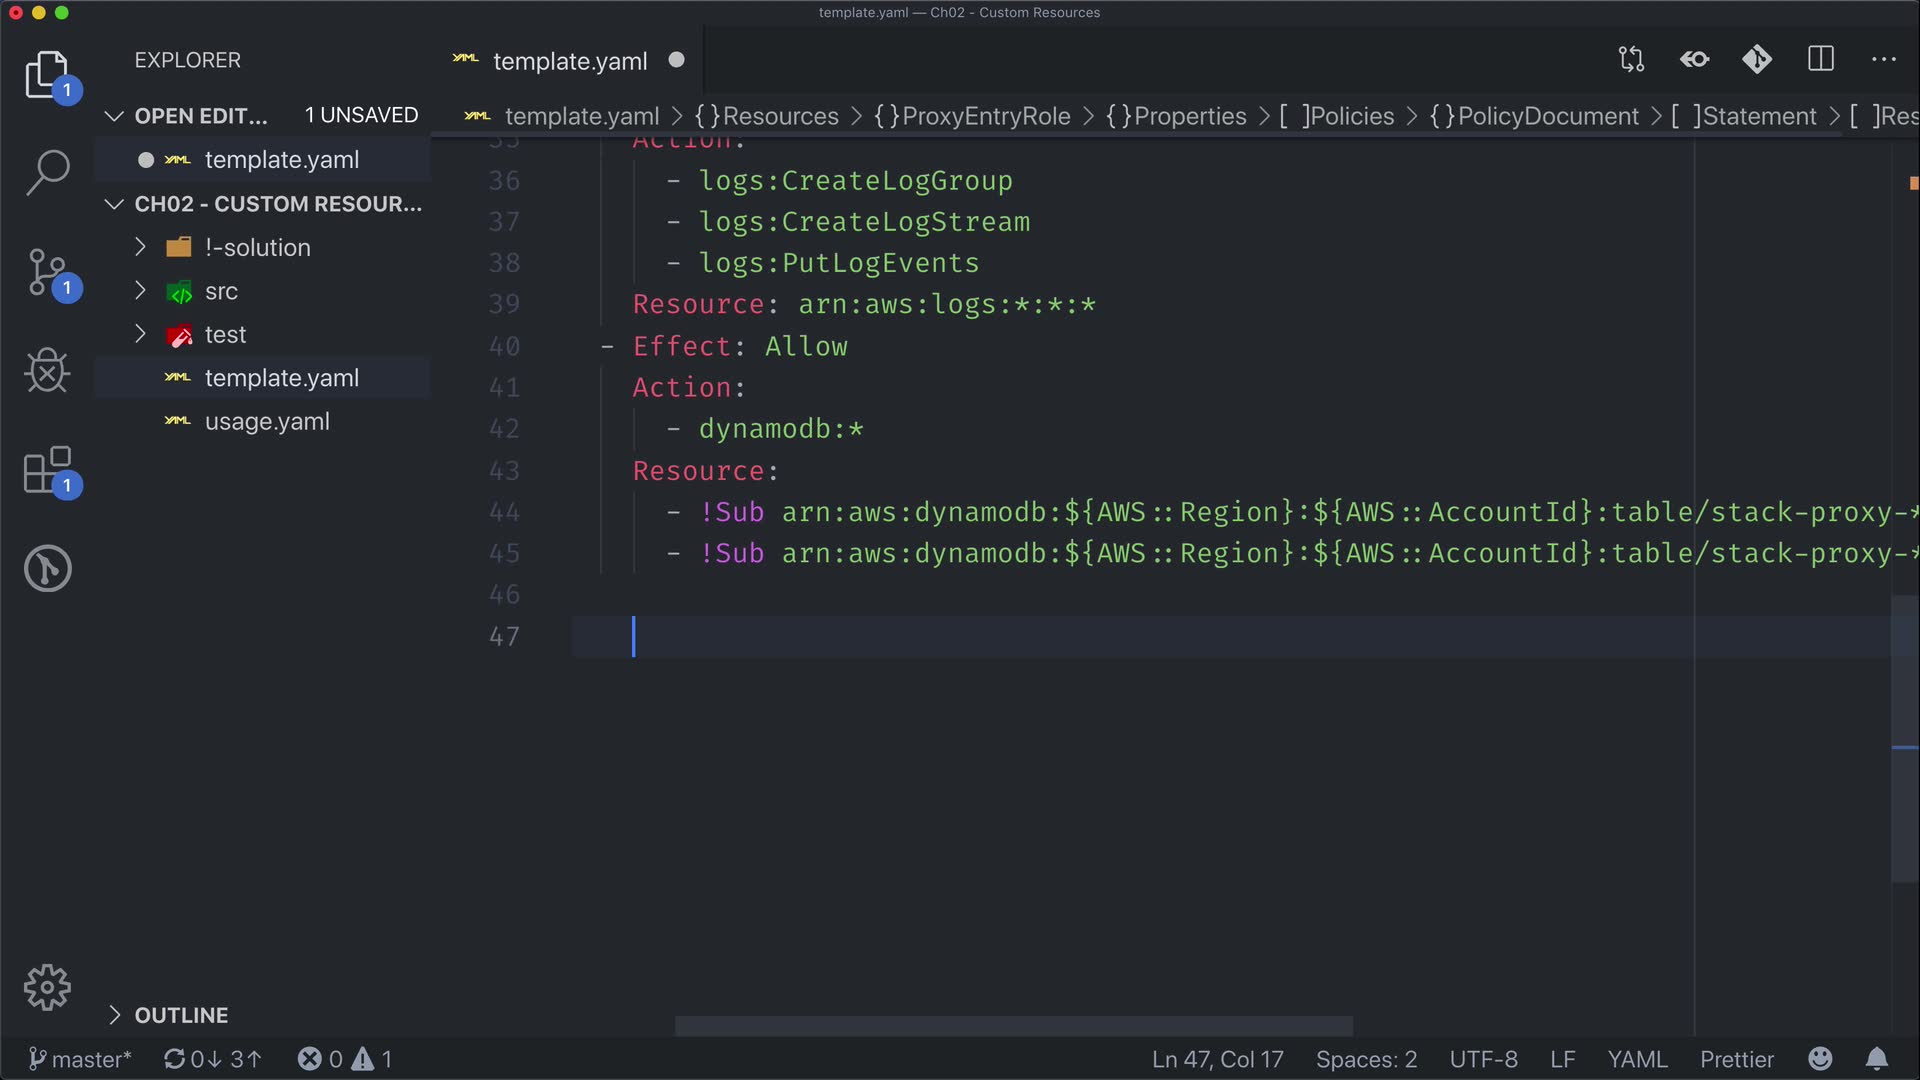 template.yaml — Ch02 - Custom Resources
EXPLORER
template.yaml
1
OPEN EDIT... 1 UNSAVED
template.yaml > {}Resources > {}ProxyEntryRole > {}Properties > [ ]Policies > {}PolicyDocument > [ ]Statement > [ ]Res
template.yaml
CH02 - CUSTOM RESOUR...
!-solution
src
test
template.yaml
usage.yaml
1
1
35 Action:
36 - logs:CreateLogGroup
37 - logs:CreateLogStream
38 - logs:PutLogEvents
39 Resource: arn:aws:logs:*:*:*
40 - Effect: Allow
41 Action:
42 - dynamodb:*
43 Resource:
44 - !Sub arn:aws:dynamodb:${AWS::Region}:${AWS::AccountId}:table/stack-proxy-*
45 - !Sub arn:aws:dynamodb:${AWS::Region}:${AWS::AccountId}:table/stack-proxy-*
46
47
OUTLINE
master* 0↓ 3↑ 0 1 Ln 47, Col 17 Spaces: 2 UTF-8 LF YAML Prettier